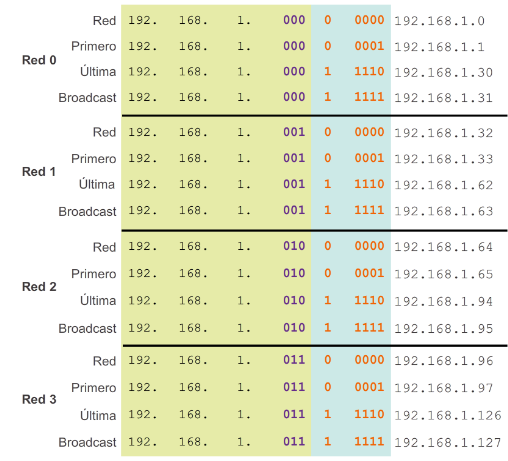 Red 192. 168. 1. 000 0 0000 192.168.1.0
Primero 192. 168. 1. 000 0 0001 192.168.1.1
Red 0
Última 192. 168. 1. 000 1 1110 192.168.1.30
Broadcast 192. 168. 1. 000 1 1111 192.168.1.31
Red 192. 168. 1. 001 0 0000 192.168.1.32
Primero 192. 168. 1. 001 0 0001 192.168.1.33
Red 1
Última 192. 168. 1. 001 1 1110 192.168.1.62
Broadcast 192. 168. 1. 001 1 1111 192.168.1.63
Red 192. 168. 1. 010 0 0000 192.168.1.64
Primero 192. 168. 1. 010 0 0001 192.168.1.65
Red 2
Última 192. 168. 1. 010 1 1110 192.168.1.94
Broadcast 192. 168. 1. 010 1 1111 192.168.1.95
Red 192. 168. 1. 011 0 0000 192.168.1.96
Primero 192. 168. 1. 011 0 0001 192.168.1.97
Red 3
Última 192. 168. 1. 011 1 1110 192.168.1.126
Broadcast 192. 168. 1. 011 1 1111 192.168.1.127